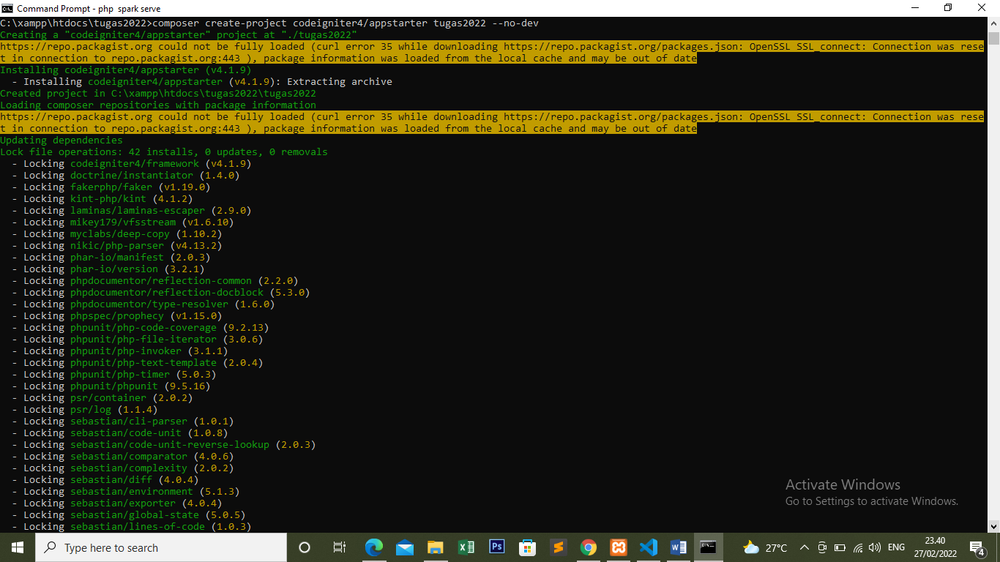 Command Prompt - php  spark serve
C:\xampp\htdocs\tugas2022>composer create-project codeigniter4/appstarter tugas2022 --no-dev
Creating a "codeigniter4/appstarter" project at "./tugas2022"
https://repo.packagist.org could not be fully loaded (curl error 35 while downloading https://repo.packagist.org/packages.json: OpenSSL SSL_connect: Connection was rese
t in connection to repo.packagist.org:443 ), package information was loaded from the local cache and may be out of date
Installing codeigniter4/appstarter (v4.1.9)
  - Installing codeigniter4/appstarter (v4.1.9): Extracting archive
Created project in C:\xampp\htdocs\tugas2022\tugas2022
Loading composer repositories with package information
https://repo.packagist.org could not be fully loaded (curl error 35 while downloading https://repo.packagist.org/packages.json: OpenSSL SSL_connect: Connection was rese
t in connection to repo.packagist.org:443 ), package information was loaded from the local cache and may be out of date
Updating dependencies
Lock file operations: 42 installs, 0 updates, 0 removals
  - Locking codeigniter4/framework (v4.1.9)
  - Locking doctrine/instantiator (1.4.0)
  - Locking fakerphp/faker (v1.19.0)
  - Locking kint-php/kint (4.1.2)
  - Locking laminas/laminas-escaper (2.9.0)
  - Locking mikey179/vfsstream (v1.6.10)
  - Locking myclabs/deep-copy (1.10.2)
  - Locking nikic/php-parser (v4.13.2)
  - Locking phar-io/manifest (2.0.3)
  - Locking phar-io/version (3.2.1)
  - Locking phpdocumentor/reflection-common (2.2.0)
  - Locking phpdocumentor/reflection-docblock (5.3.0)
  - Locking phpdocumentor/type-resolver (1.6.0)
  - Locking phpspec/prophecy (v1.15.0)
  - Locking phpunit/php-code-coverage (9.2.13)
  - Locking phpunit/php-file-iterator (3.0.6)
  - Locking phpunit/php-invoker (3.1.1)
  - Locking phpunit/php-text-template (2.0.4)
  - Locking phpunit/php-timer (5.0.3)
  - Locking phpunit/phpunit (9.5.16)
  - Locking psr/container (2.0.2)
  - Locking psr/log (1.1.4)
  - Locking sebastian/cli-parser (1.0.1)
  - Locking sebastian/code-unit (1.0.8)
  - Locking sebastian/code-unit-reverse-lookup (2.0.3)
  - Locking sebastian/comparator (4.0.6)
  - Locking sebastian/complexity (2.0.2)
  - Locking sebastian/diff (4.0.4)
  - Locking sebastian/environment (5.1.3)
  - Locking sebastian/exporter (4.0.4)
  - Locking sebastian/global-state (5.0.5)
  - Locking sebastian/lines-of-code (1.0.3)
Activate Windows
Go to Settings to activate Windows.
Type here to search
Ps
27°C
ENG
23.40
27/02/2022
4